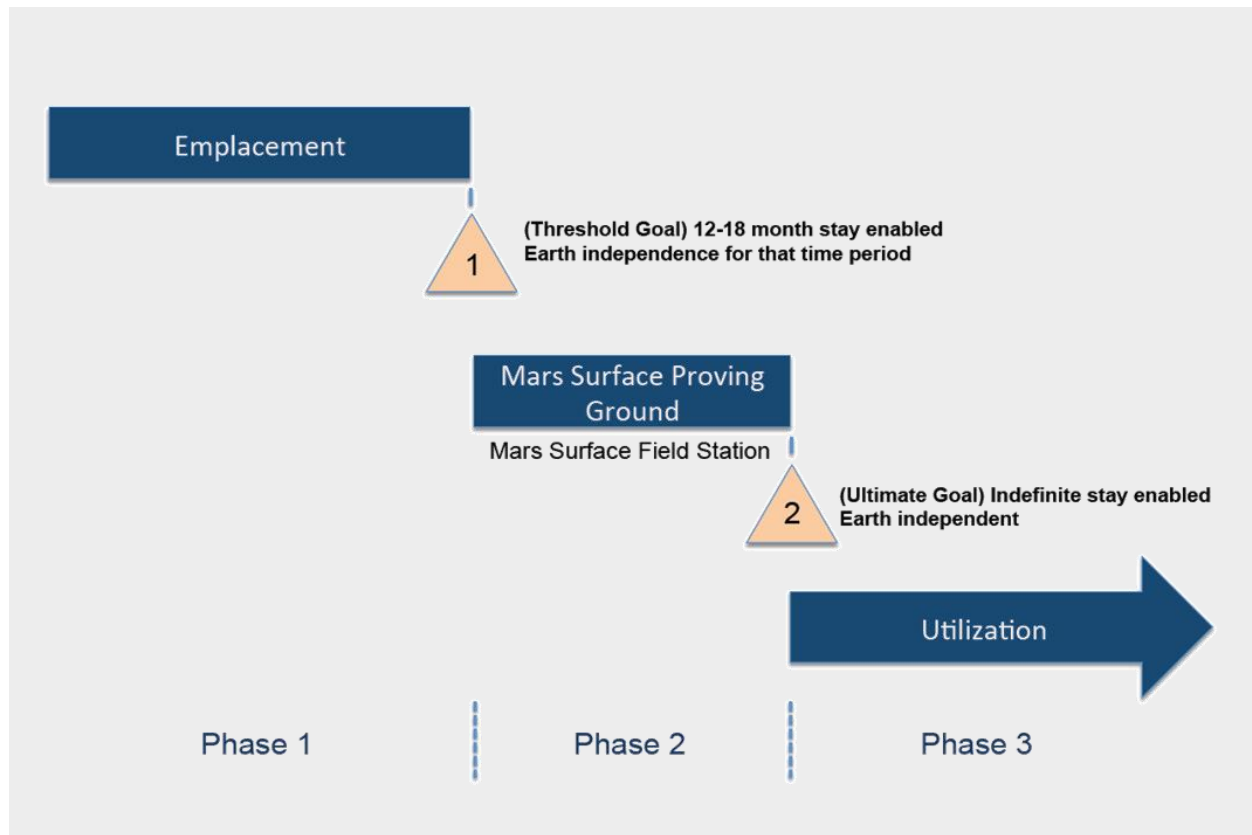 Emplacement
1
(Threshold Goal) 12-18 month stay enabled
Earth independence for that time period
Mars Surface Proving
Ground
Mars Surface Field Station
2
(Ultimate Goal) Indefinite stay enabled
Earth independent
Utilization
Phase 1
Phase 2
Phase 3